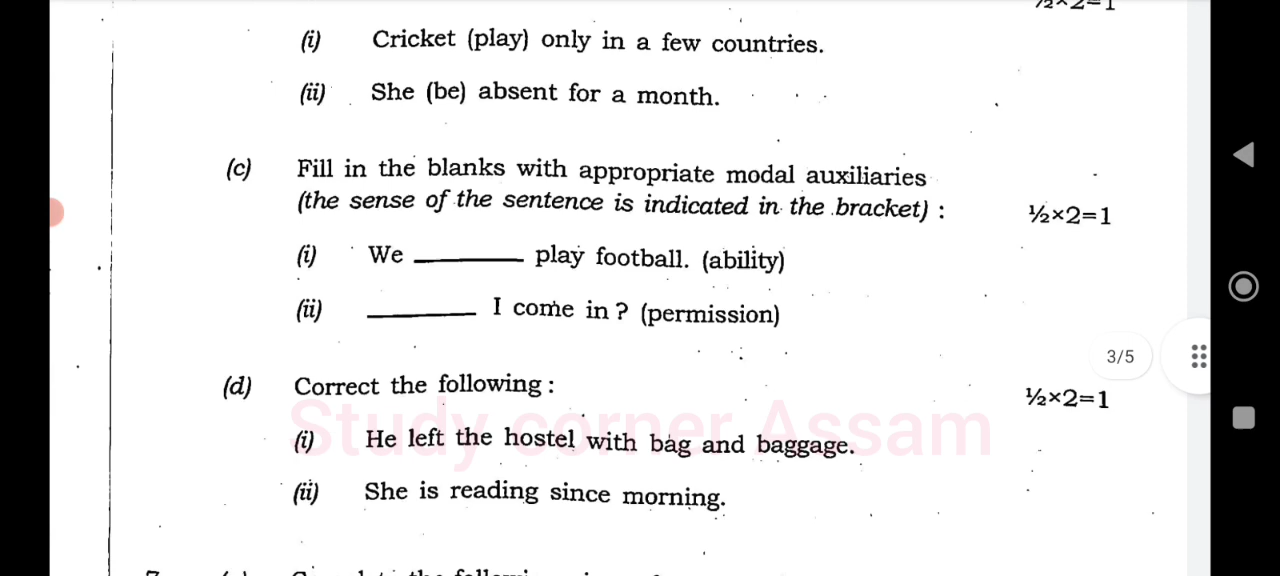 ½×2=1
(i) Cricket (play) only in a few countries.
(ii) She (be) absent for a month.
(c) Fill in the blanks with appropriate modal auxiliaries
(the sense of the sentence is indicated in the bracket) : ½×2=1
(i) We ________ play football. (ability)
(ii) ________ I come in ? (permission)
3/5
(d) Correct the following : ½×2=1
Study corner Assam
(i) He left the hostel with bag and baggage.
(ii) She is reading since morning.